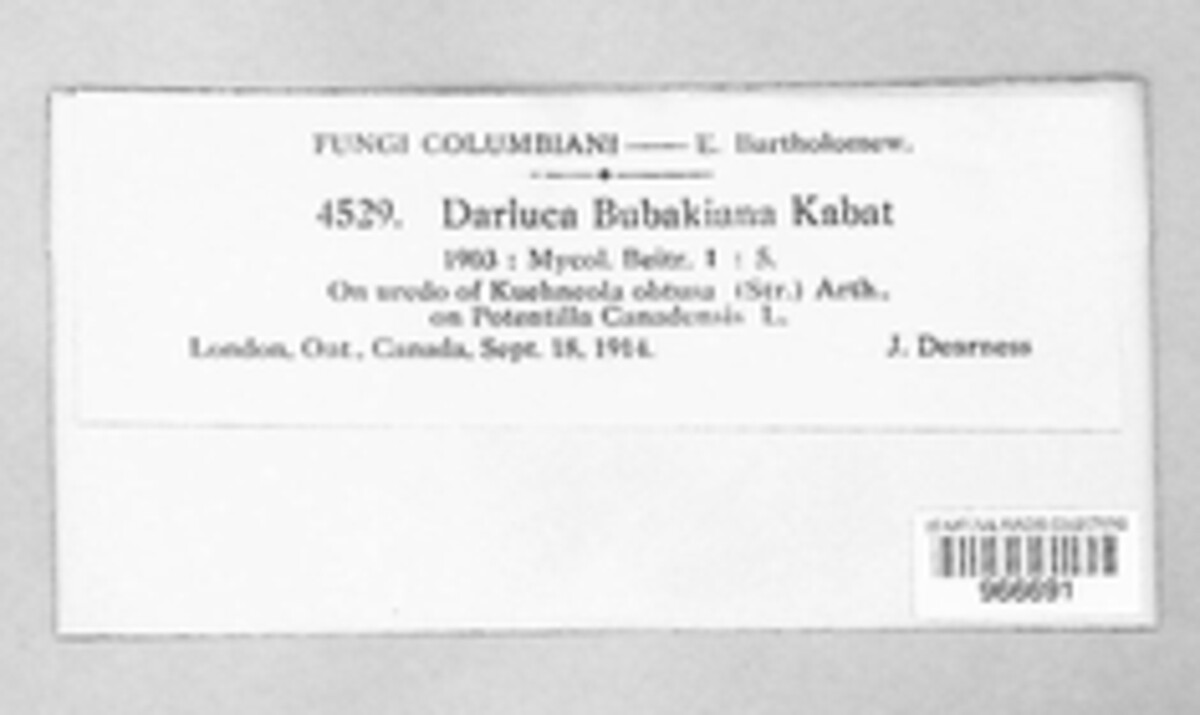 FUNGI COLUMBIANI — E. Bartholomew.
4529. Darluca Bubakiana Kabat
1903 : Mycol. Beitr. 1 : 5.
On uredo of Kuehneola obtusa (Str.) Arth.,
on Potentilla Canadensis L.
London, Ont., Canada, Sept. 18, 1914.
J. Dearness
966691